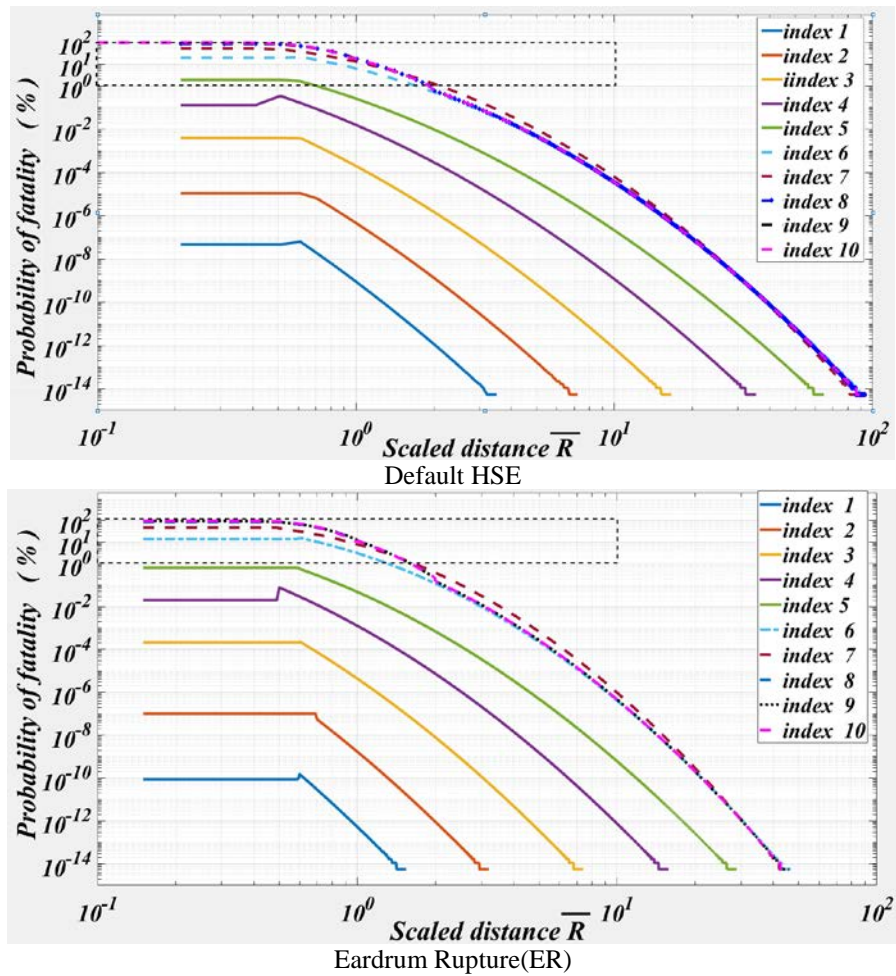 Probability of fatality ( % )
10^2
10^1
10^0
10^-2
10^-4
10^-6
10^-8
10^-10
10^-12
10^-14
index 1
index 2
iindex 3
index 4
index 5
index 6
index 7
index 8
index 9
index 10
10^-1 10^0 10^1 10^2
Scaled distance R̅
Default HSE
Probability of fatality ( % )
10^2
10^1
10^0
10^-2
10^-4
10^-6
10^-8
10^-10
10^-12
10^-14
index 1
index 2
index 3
index 4
index 5
index 6
index 7
index 8
index 9
index 10
10^-1 10^0 10^1 10^2
Scaled distance R̅
Eardrum Rupture(ER)